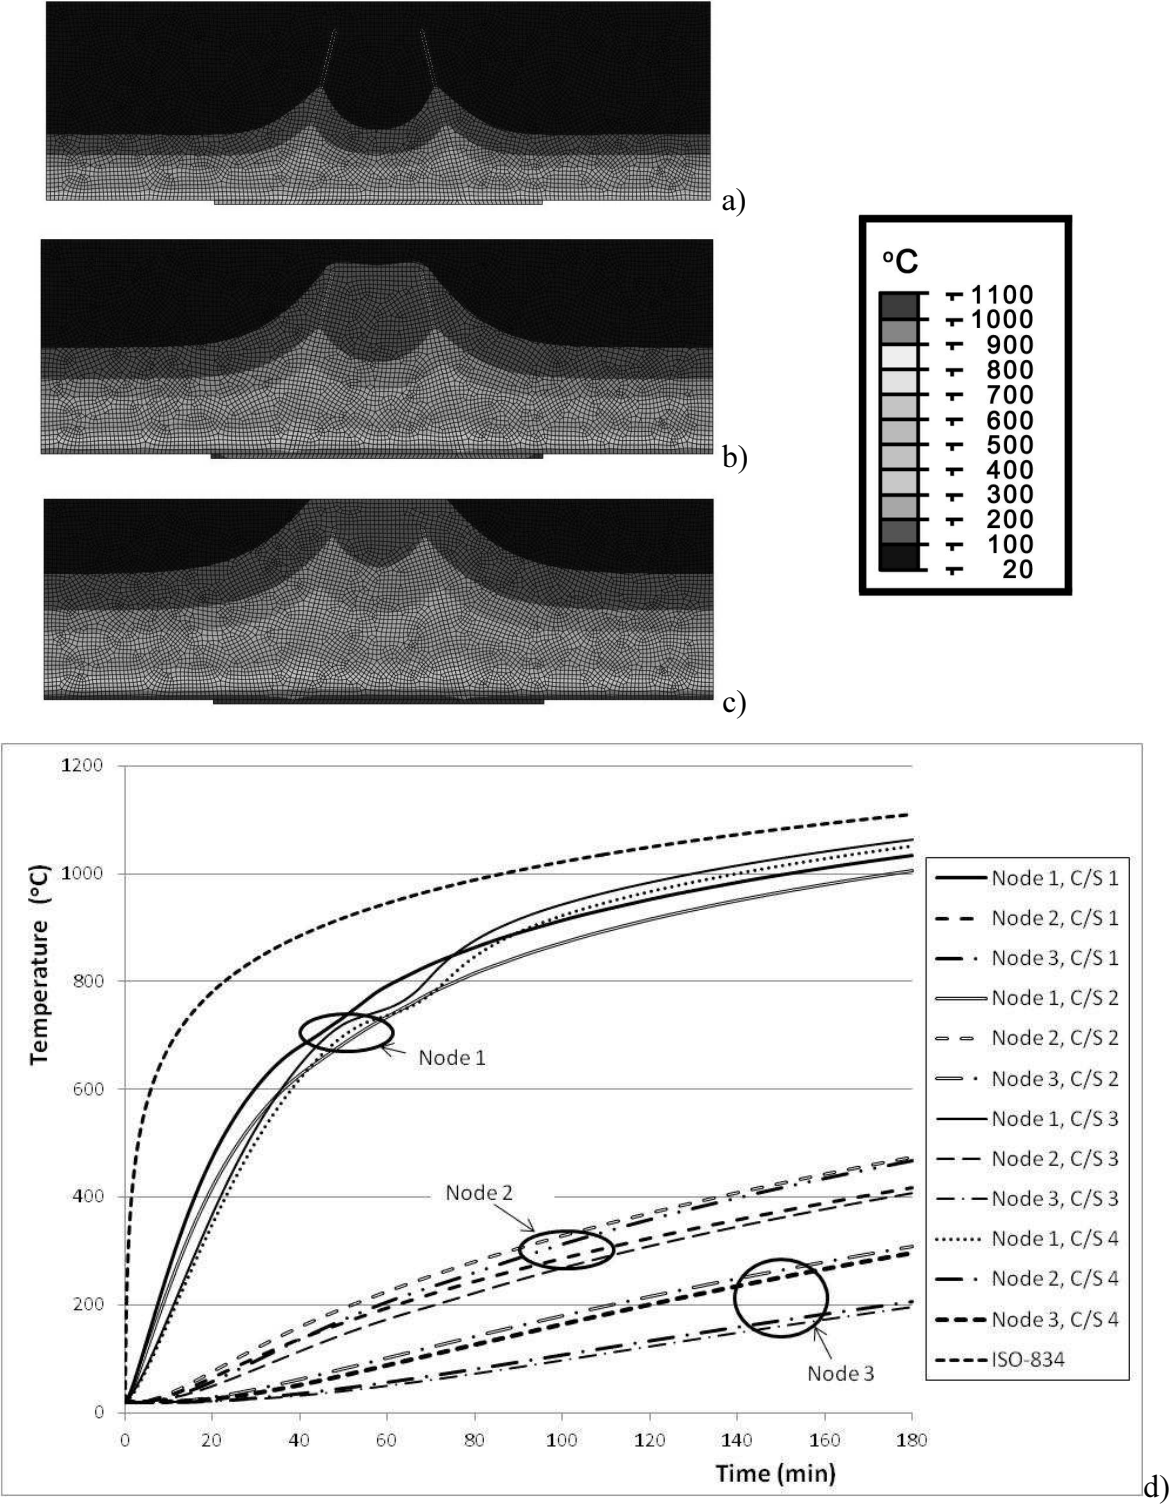 a)
b)
c)
°C
1100
1000
900
800
700
600
500
400
300
200
100
20
Temperature (°C)
1200
1000
800
600
400
200
0
0 20 40 60 80 100 120 140 160 180
Time (min)
Node 1
Node 2
Node 3
Node 1, C/S 1
Node 2, C/S 1
Node 3, C/S 1
Node 1, C/S 2
Node 2, C/S 2
Node 3, C/S 2
Node 1, C/S 3
Node 2, C/S 3
Node 3, C/S 3
Node 1, C/S 4
Node 2, C/S 4
Node 3, C/S 4
ISO-834
d)